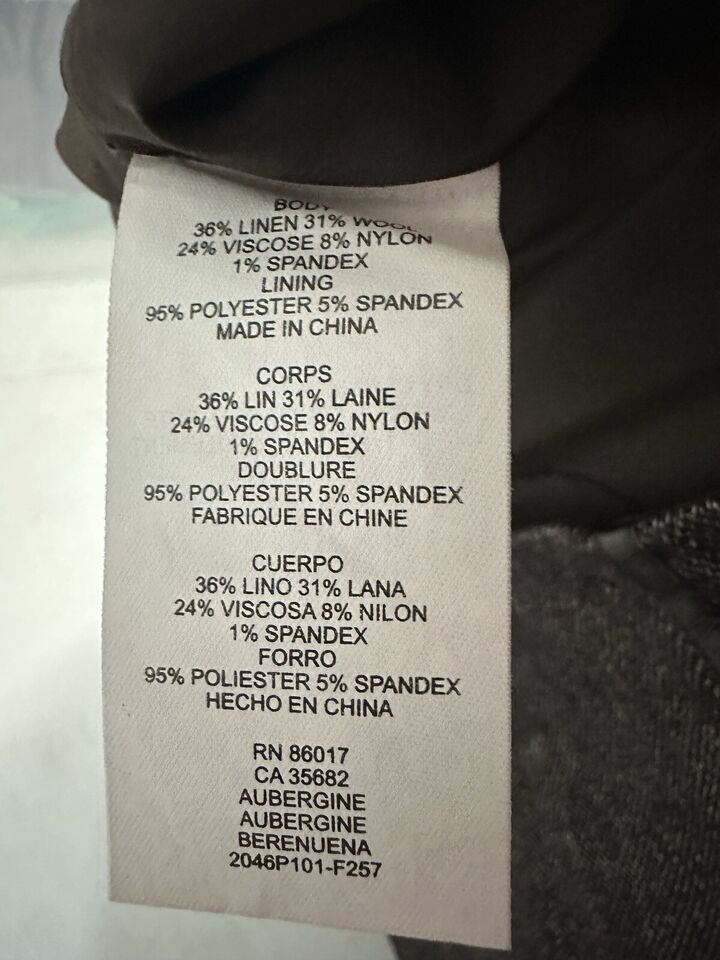 BODY
36% LINEN 31% WOOL
24% VISCOSE 8% NYLON
1% SPANDEX
LINING
95% POLYESTER 5% SPANDEX
MADE IN CHINA
CORPS
36% LIN 31% LAINE
24% VISCOSE 8% NYLON
1% SPANDEX
DOUBLURE
95% POLYESTER 5% SPANDEX
FABRIQUE EN CHINE
CUERPO
36% LINO 31% LANA
24% VISCOSA 8% NILON
1% SPANDEX
FORRO
95% POLIESTER 5% SPANDEX
HECHO EN CHINA
RN 86017
CA 35682
AUBERGINE
AUBERGINE
BERENUENA
2046P101-F257